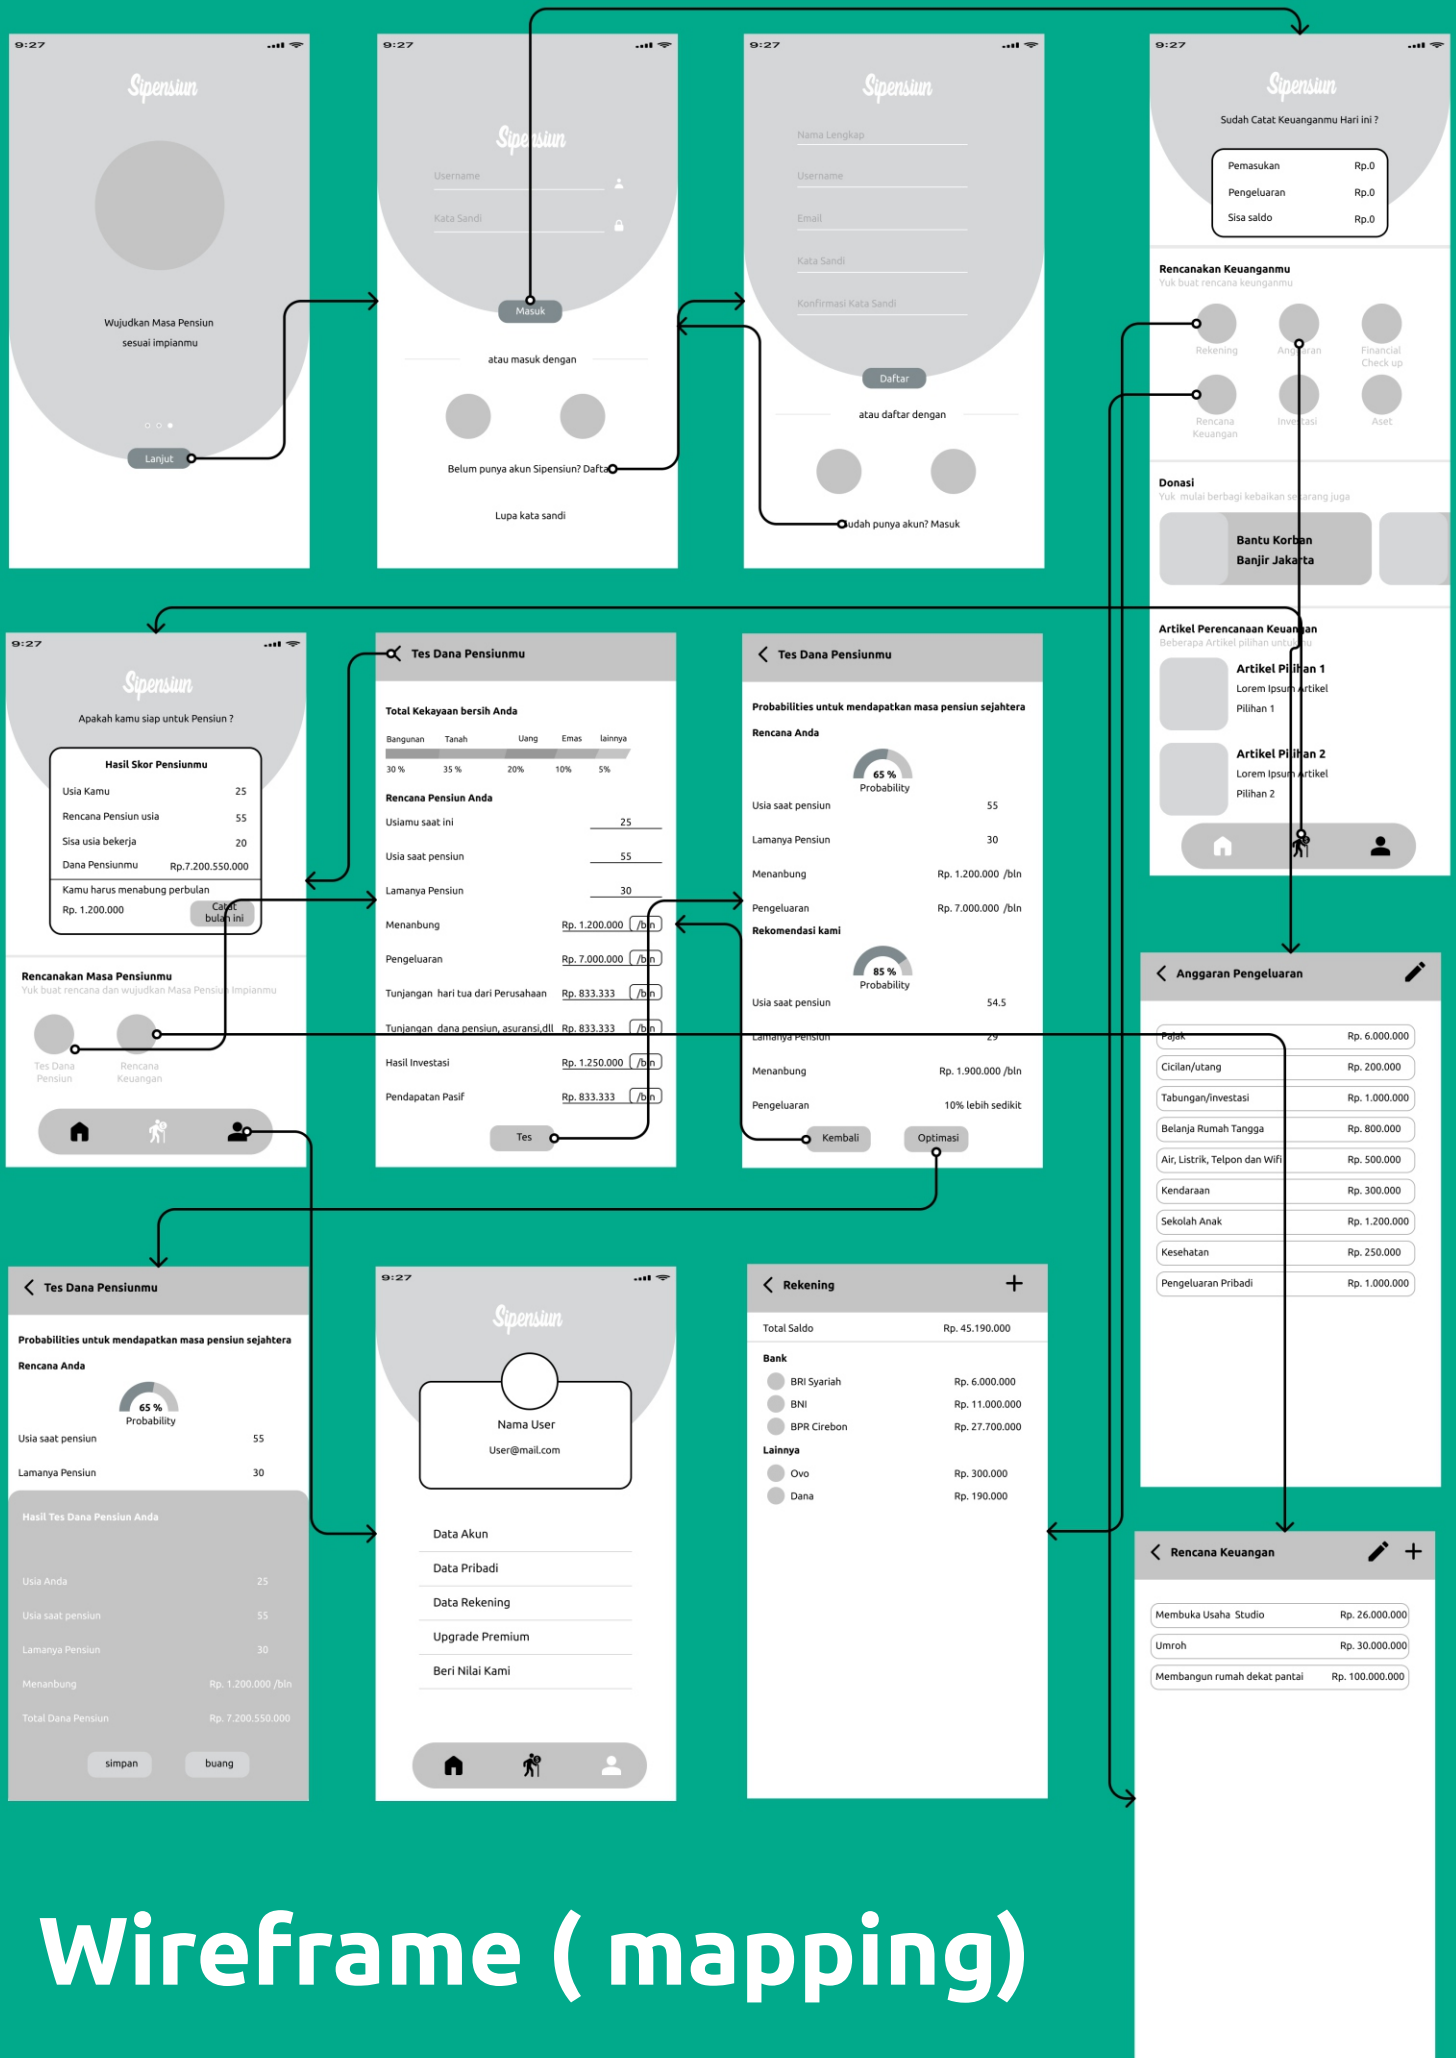 9:27
Sipensiun
Wujudkan Masa Pensiun
sesuai impianmu
Lanjut
9:27
Sipensiun
Username
Kata Sandi
Masuk
atau masuk dengan
Belum punya akun Sipensiun? Dafta
Lupa kata sandi
9:27
Sipensiun
Nama Lengkap
Username
Email
Kata Sandi
Konfirmasi Kata Sandi
Daftar
atau daftar dengan
Sudah punya akun? Masuk
9:27
Sipensiun
Sudah Catat Keuanganmu Hari ini ?
Pemasukan Rp.0
Pengeluaran Rp.0
Sisa saldo Rp.0
Rencanakan Keuanganmu
Yuk buat rencana keunganmu
Rekening Anggaran Financial
Check up
Rencana Investasi Aset
Keuangan
Donasi
Yuk mulai berbagi kebaikan sekarang juga
Bantu Korban
Banjir Jakarta
Artikel Perencanaan Keuangan
Beberapa Artikel pilihan untukmu
Artikel Pilihan 1
Lorem Ipsum Artikel
Pilihan 1
Artikel Pilihan 2
Lorem Ipsum Artikel
Pilihan 2
9:27
Sipensiun
Apakah kamu siap untuk Pensiun ?
Hasil Skor Pensiunmu
Usia Kamu 25
Rencana Pensiun usia 55
Sisa usia bekerja 20
Dana Pensiunmu Rp.7.200.550.000
Kamu harus menabung perbulan
Rp. 1.200.000
Catat
bulan ini
Rencanakan Masa Pensiunmu
Yuk buat rencana dan wujudkan Masa Pensiun Impianmu
Tes Dana Rencana
Pensiun Keuangan
Tes Dana Pensiunmu
Total Kekayaan bersih Anda
Bangunan Tanah Uang Emas lainnya
30 % 35 % 20% 10% 5%
Rencana Pensiun Anda
Usiamu saat ini 25
Usia saat pensiun 55
Lamanya Pensiun 30
Menanbung Rp. 1.200.000 /bln
Pengeluaran Rp. 7.000.000 /bln
Tunjangan hari tua dari Perusahaan Rp. 833.333 /bln
Tunjangan dana pensiun, asuransi,dll Rp. 833.333 /bln
Hasil Investasi Rp. 1.250.000 /bln
Pendapatan Pasif Rp. 833.333 /bln
Tes
Tes Dana Pensiunmu
Probabilities untuk mendapatkan masa pensiun sejahtera
Rencana Anda
65 %
Probability
Usia saat pensiun 55
Lamanya Pensiun 30
Menanbung Rp. 1.200.000 /bln
Pengeluaran Rp. 7.000.000 /bln
Rekomendasi kami
85 %
Probability
Usia saat pensiun 54.5
Lamanya Pensiun 29
Menanbung Rp. 1.900.000 /bln
Pengeluaran 10% lebih sedikit
Kembali Optimasi
Anggaran Pengeluaran
Pajak Rp. 6.000.000
Cicilan/utang Rp. 200.000
Tabungan/investasi Rp. 1.000.000
Belanja Rumah Tangga Rp. 800.000
Air, Listrik, Telpon dan Wifi Rp. 500.000
Kendaraan Rp. 300.000
Sekolah Anak Rp. 1.200.000
Kesehatan Rp. 250.000
Pengeluaran Pribadi Rp. 1.000.000
Tes Dana Pensiunmu
Probabilities untuk mendapatkan masa pensiun sejahtera
Rencana Anda
65 %
Probability
Usia saat pensiun 55
Lamanya Pensiun 30
Hasil Tes Dana Pensiun Anda
Usia Anda 25
Usia saat pensiun 55
Lamanya Pensiun 30
Menanbung Rp. 1.200.000 /bln
Total Dana Pensiun Rp. 7.200.550.000
simpan buang
9:27
Sipensiun
Nama User
User@mail.com
Data Akun
Data Pribadi
Data Rekening
Upgrade Premium
Beri Nilai Kami
Rekening
Total Saldo Rp. 45.190.000
Bank
BRI Syariah Rp. 6.000.000
BNI Rp. 11.000.000
BPR Cirebon Rp. 27.700.000
Lainnya
Ovo Rp. 300.000
Dana Rp. 190.000
Rencana Keuangan
Membuka Usaha Studio Rp. 26.000.000
Umroh Rp. 30.000.000
Membangun rumah dekat pantai Rp. 100.000.000
Wireframe ( mapping)